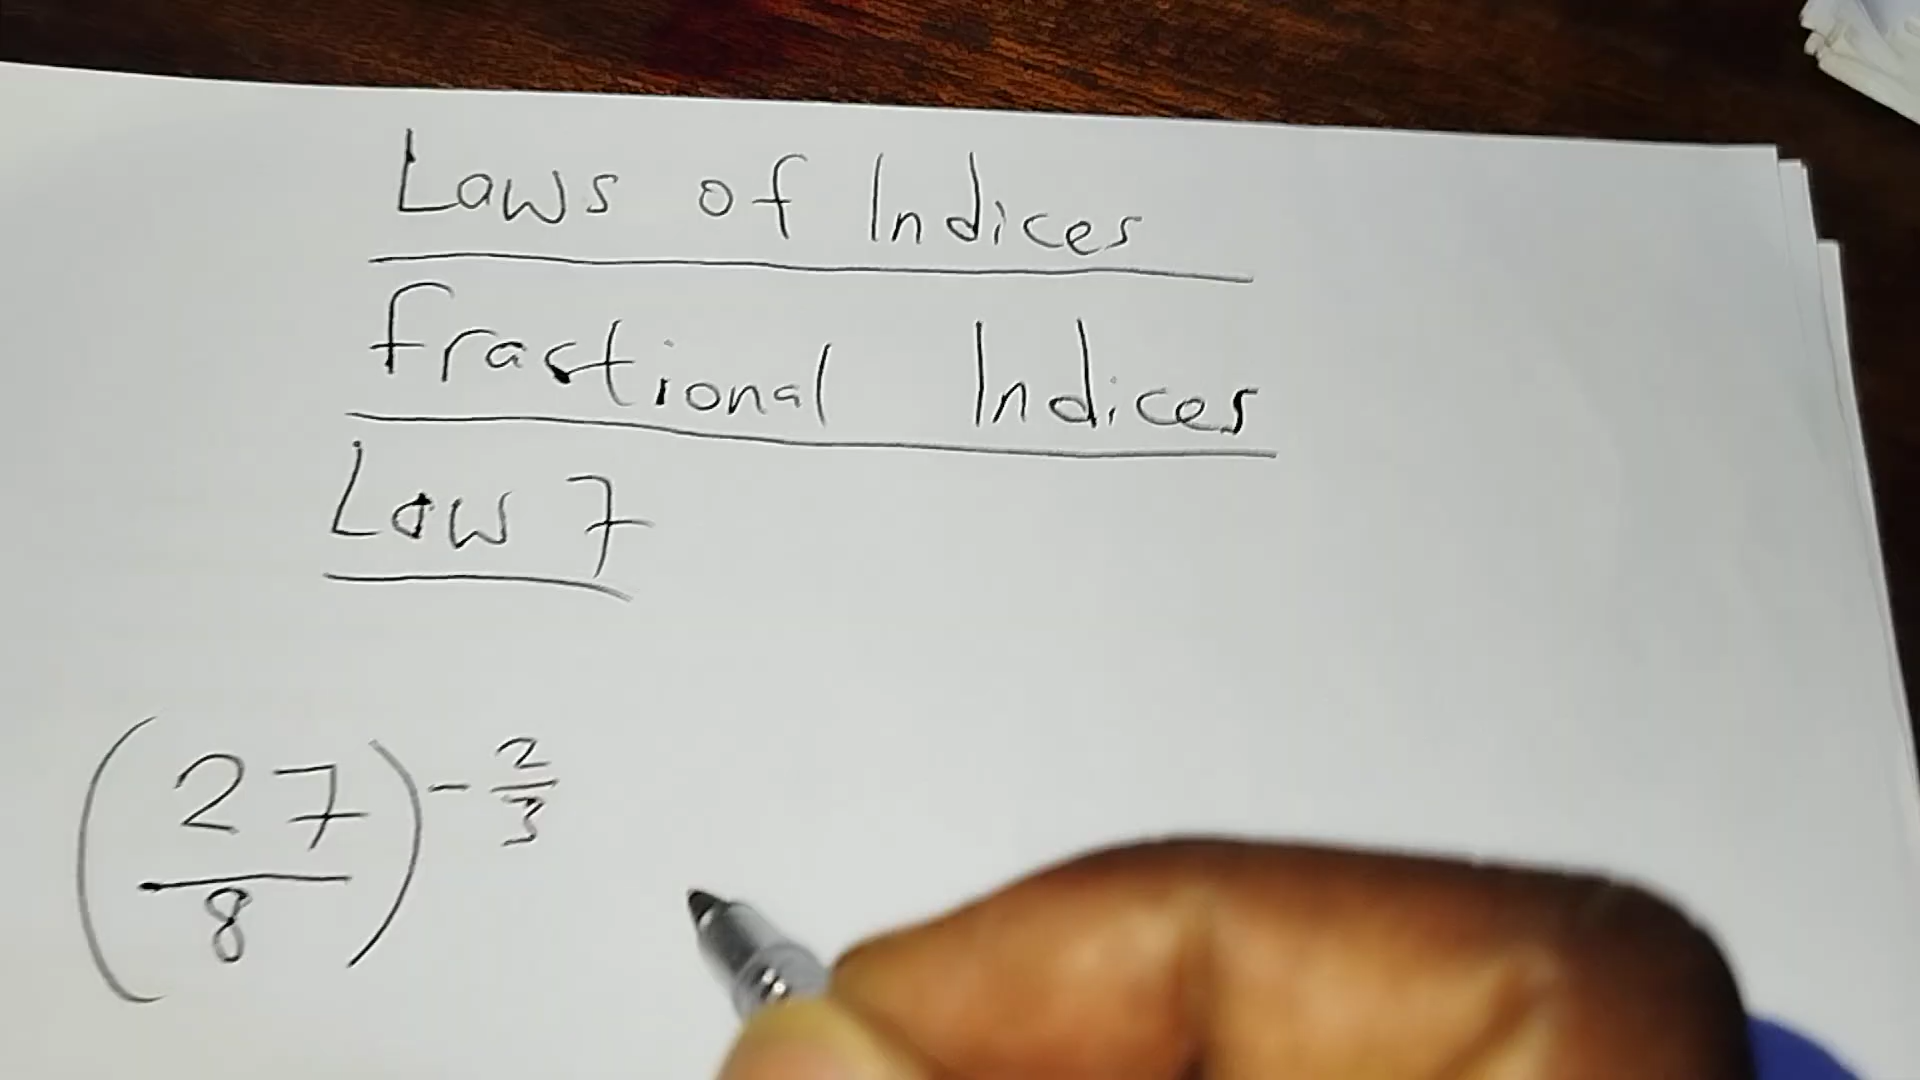 Laws of Indices
fractional Indices
Law 7
(27/8)^-2/3